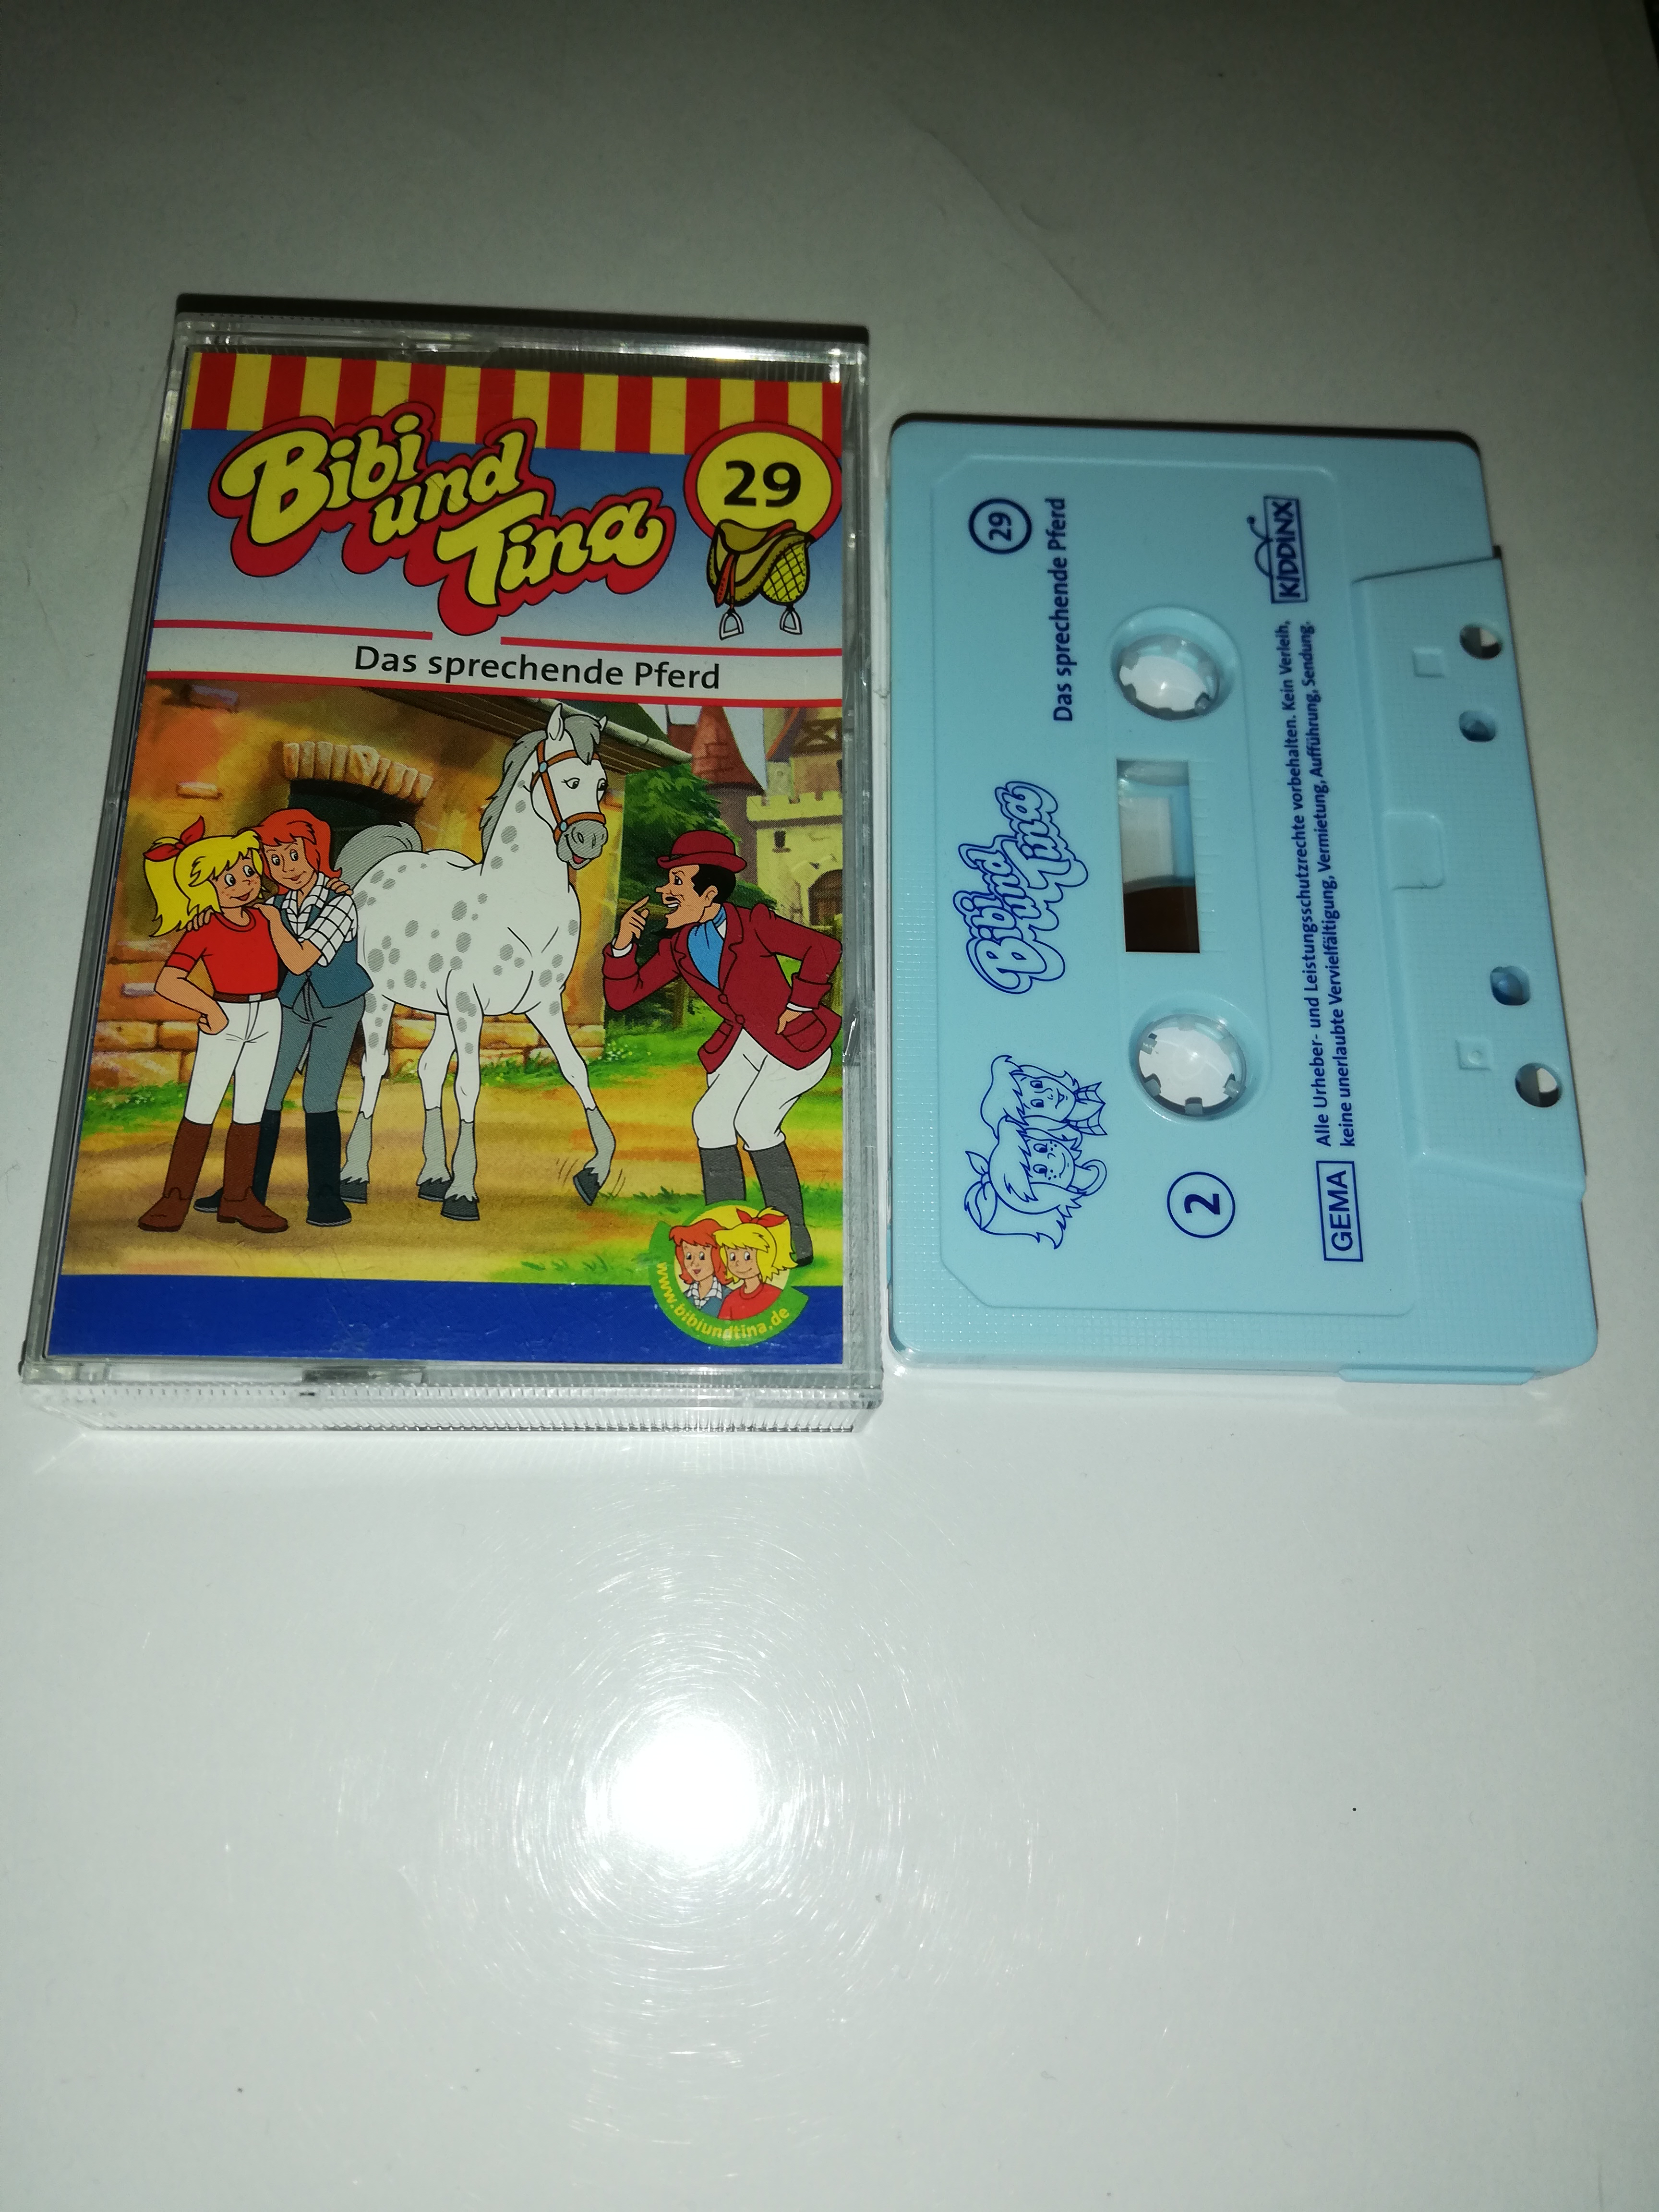 Bibi
und
Tina
29
Das sprechende Pferd
www.bibiundtina.de
29
Das sprechende Pferd
Bibi
und
Tina
2
KIDDINX
GEMA
Alle Urheber- und Leistungsschutzrechte vorbehalten. Kein Verleih,
keine unerlaubte Vervielfältigung, Vermietung, Aufführung, Sendung.